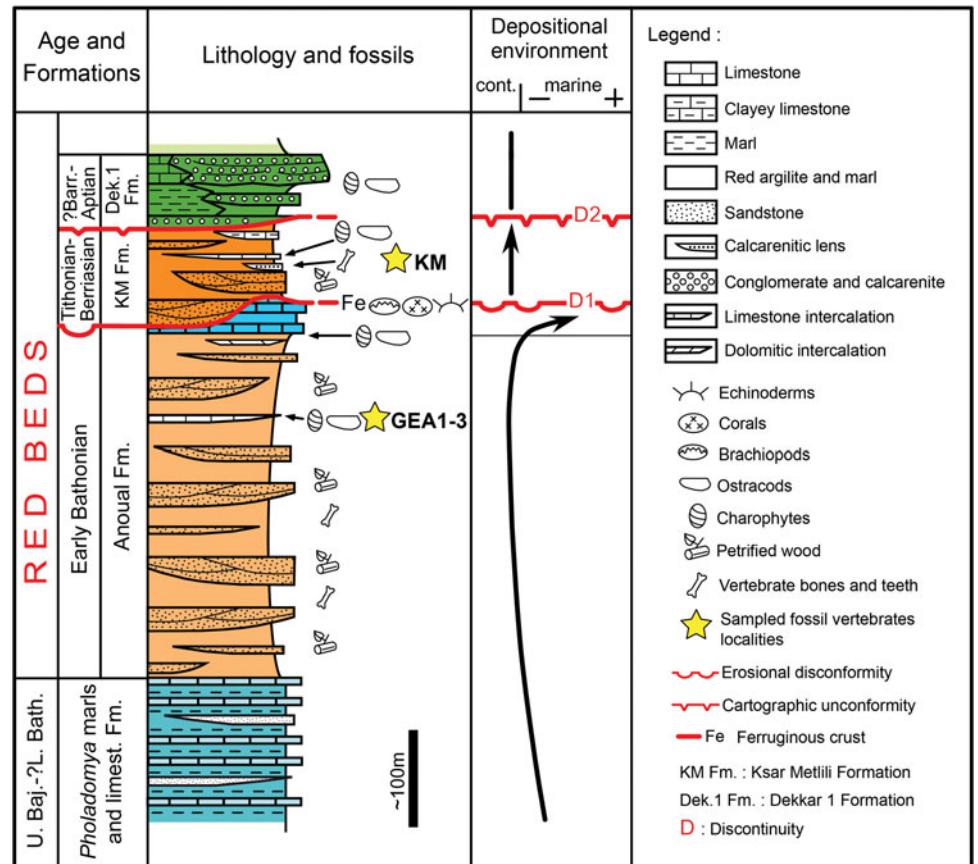 Age and
Formations
Lithology and fossils
Depositional
environment
cont.
marine
− +
RED BEDS
?Barr.-
Aptian
Dek.1
Fm.
Tithonian-
Berriasian
KM Fm.
Early Bathonian
Anoual Fm.
U. Baj.-?L. Bath.
Pholadomya marls
and limest. Fm.
KM
Fe
GEA1-3
~100m
D2
D1
Legend :
Limestone
Clayey limestone
Marl
Red argilite and marl
Sandstone
Calcarenitic lens
Conglomerate and calcarenite
Limestone intercalation
Dolomitic intercalation
Echinoderms
Corals
Brachiopods
Ostracods
Charophytes
Petrified wood
Vertebrate bones and teeth
Sampled fossil vertebrates
localities
Erosional disconformity
Cartographic unconformity
Fe Ferruginous crust
KM Fm. : Ksar Metlili Formation
Dek.1 Fm. : Dekkar 1 Formation
D : Discontinuity